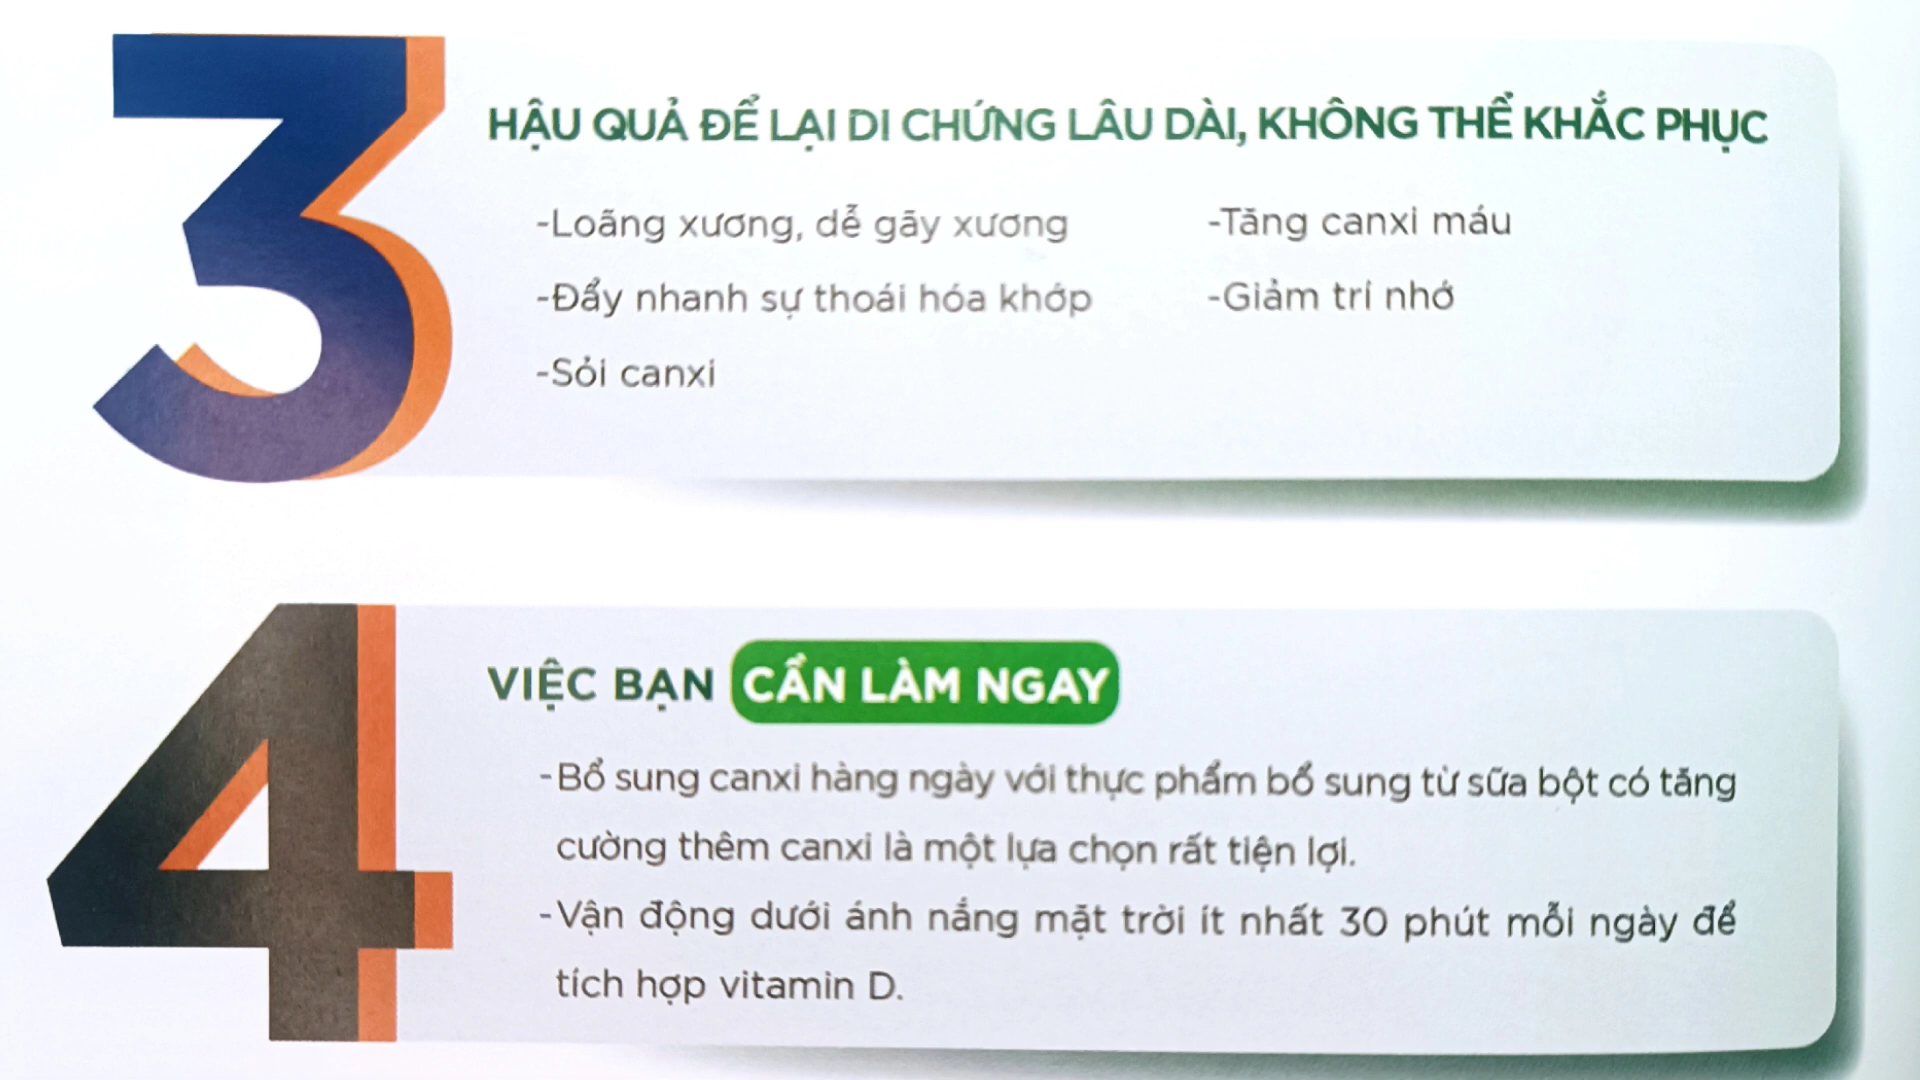 3
HẬU QUẢ ĐỂ LẠI DI CHỨNG LÂU DÀI, KHÔNG THỂ KHẮC PHỤC
-Loãng xương, dễ gãy xương
-Đẩy nhanh sự thoái hóa khớp
-Sỏi canxi
-Tăng canxi máu
-Giảm trí nhớ
4
VIỆC BẠN CẦN LÀM NGAY
-Bổ sung canxi hàng ngày với thực phẩm bổ sung từ sữa bột có tăng
cường thêm canxi là một lựa chọn rất tiện lợi.
-Vận động dưới ánh nắng mặt trời ít nhất 30 phút mỗi ngày để
tích hợp vitamin D.